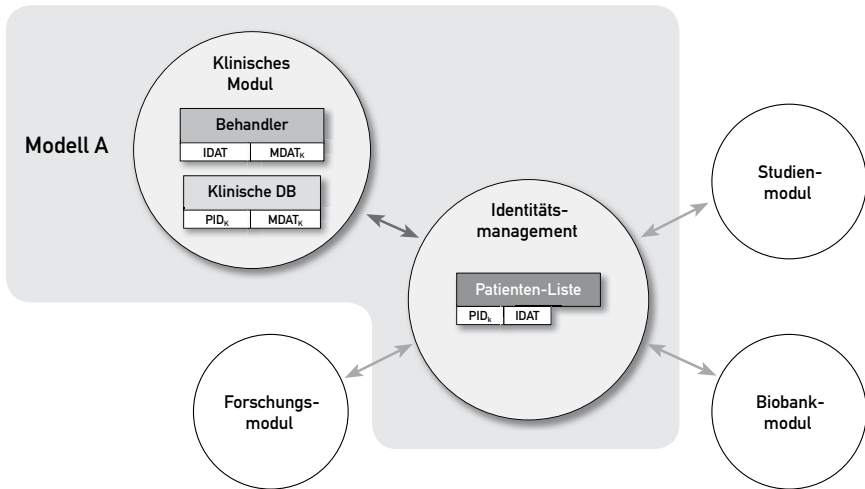 Klinisches
Modul
Behandler
IDAT MDATK
Klinische DB
PIDK MDATK
Modell A
Identitäts-
management
Patienten-Liste
PIDk IDAT
Studien-
modul
Forschungs-
modul
Biobank-
modul